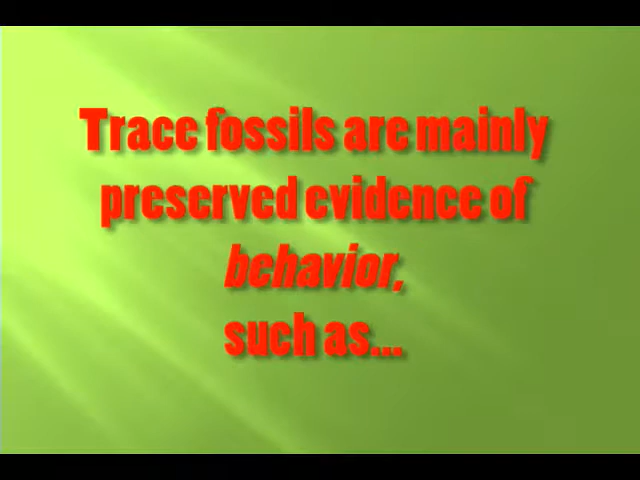 Trace fossils are mainly
preserved evidence of
behavior,
such as...